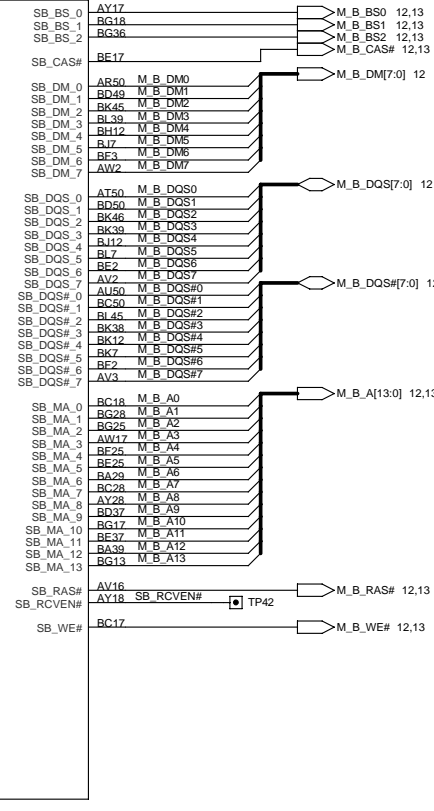 SB_BS_0 AY17 M_B_BS0 12,13
SB_BS_1 BG18 M_B_BS1 12,13
SB_BS_2 BG36 M_B_BS2 12,13
SB_CAS# BE17 M_B_CAS# 12,13
SB_DM_0 AR50 M_B_DM0 M_B_DM[7:0] 12
SB_DM_1 BD49 M_B_DM1
SB_DM_2 BK45 M_B_DM2
SB_DM_3 BL39 M_B_DM3
SB_DM_4 BH12 M_B_DM4
SB_DM_5 BJ7 M_B_DM5
SB_DM_6 BF3 M_B_DM6
SB_DM_7 AW2 M_B_DM7
SB_DQS_0 AT50 M_B_DQS0 M_B_DQS[7:0] 12
SB_DQS_1 BD50 M_B_DQS1
SB_DQS_2 BK46 M_B_DQS2
SB_DQS_3 BK39 M_B_DQS3
SB_DQS_4 BJ12 M_B_DQS4
SB_DQS_5 BL7 M_B_DQS5
SB_DQS_6 BE2 M_B_DQS6
SB_DQS_7 AV2 M_B_DQS7
SB_DQS#_0 AU50 M_B_DQS#0 M_B_DQS#[7:0]
SB_DQS#_1 BC50 M_B_DQS#1
SB_DQS#_2 BL45 M_B_DQS#2
SB_DQS#_3 BK38 M_B_DQS#3
SB_DQS#_4 BK12 M_B_DQS#4
SB_DQS#_5 BK7 M_B_DQS#5
SB_DQS#_6 BF2 M_B_DQS#6
SB_DQS#_7 AV3 M_B_DQS#7
SB_MA_0 BC18 M_B_A0 M_B_A[13:0] 12,13
SB_MA_1 BG28 M_B_A1
SB_MA_2 BG25 M_B_A2
SB_MA_3 AW17 M_B_A3
SB_MA_4 BF25 M_B_A4
SB_MA_5 BE25 M_B_A5
SB_MA_6 BA29 M_B_A6
SB_MA_7 BC28 M_B_A7
SB_MA_8 AY28 M_B_A8
SB_MA_9 BD37 M_B_A9
SB_MA_10 BG17 M_B_A10
SB_MA_11 BE37 M_B_A11
SB_MA_12 BA39 M_B_A12
SB_MA_13 BG13 M_B_A13
SB_RAS# AV16 M_B_RAS# 12,13
SB_RCVEN# AY18 SB_RCVEN# TP42
SB_WE# BC17 M_B_WE# 12,13